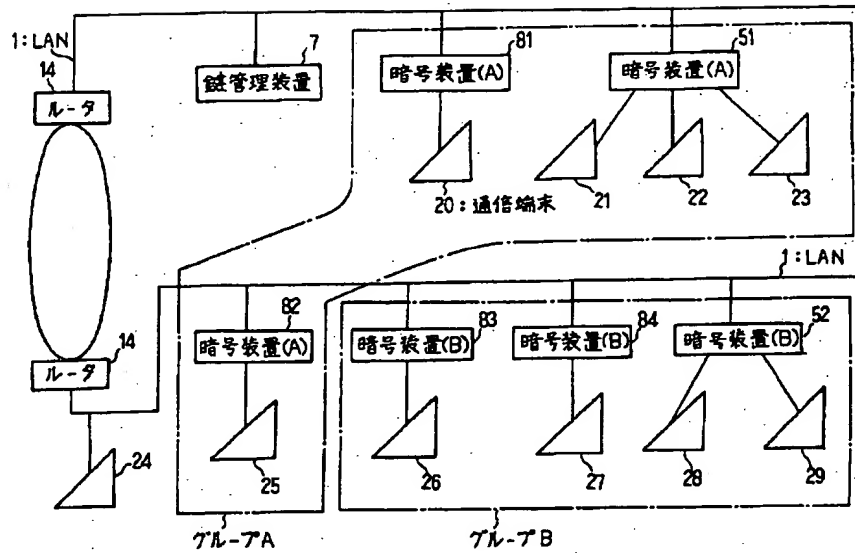 1:LAN
14
ルータ
7
鍵管理装置
81
暗号装置(A)
51
暗号装置(A)
20:通信端末
21
22
23
1:LAN
82
暗号装置(A)
83
暗号装置(B)
84
暗号装置(B)
52
暗号装置(B)
14
ルータ
24
25
26
27
28
29
グループA
グループB